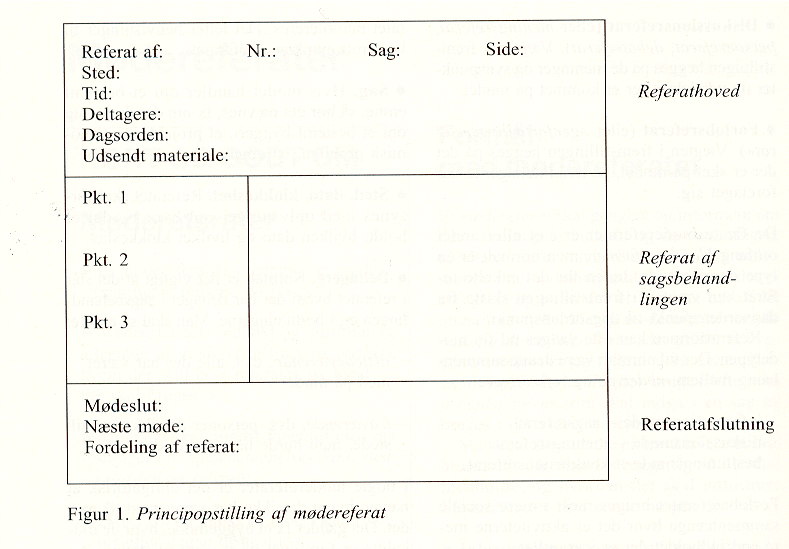 Referat af: Nr.: Sag: Side:
Sted:
Tid:
Deltagere:
Dagsorden:
Udsendt materiale:
Referathoved
Pkt. 1
Pkt. 2
Pkt. 3
Referat af
sagsbehand-
lingen
Mødeslut:
Næste møde:
Fordeling af referat:
Referatafslutning
Figur 1. Principopstilling af mødereferat